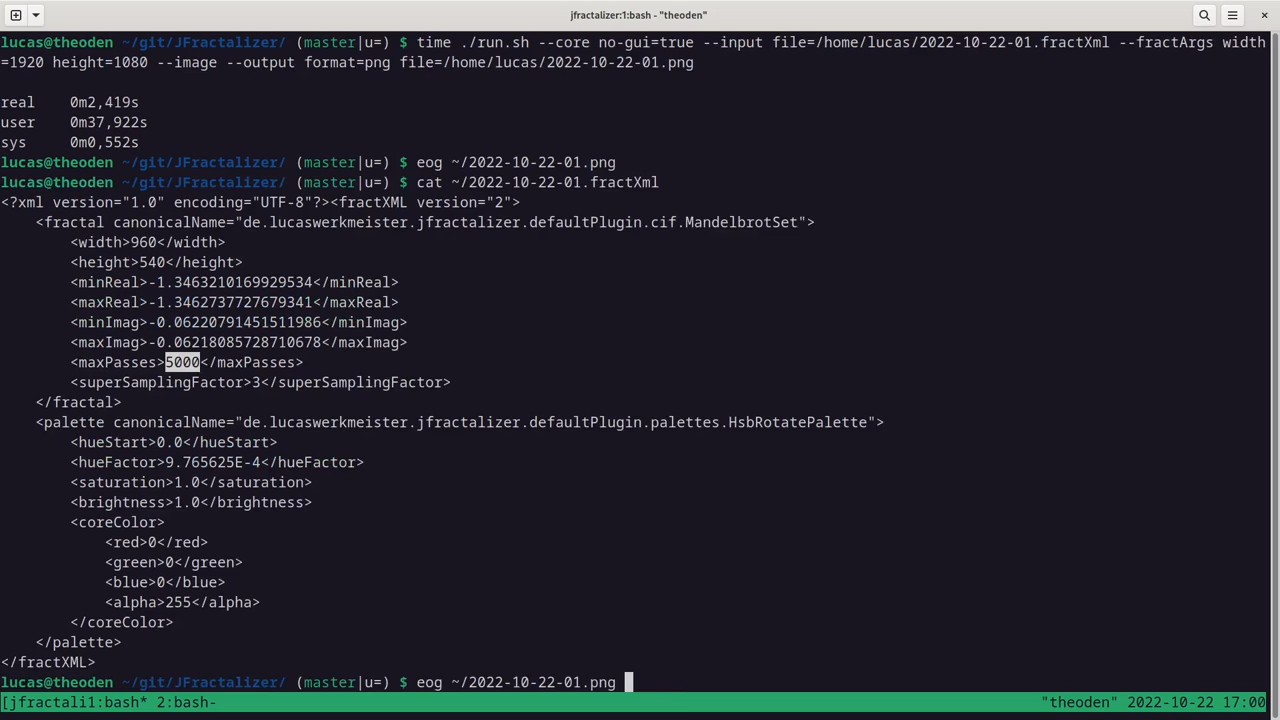 jfractalizer:1:bash - "theoden"
lucas@theoden ~/git/JFractalizer/ (master|u=) $ time ./run.sh --core no-gui=true --input file=/home/lucas/2022-10-22-01.fractXml --fractArgs width
=1920 height=1080 --image --output format=png file=/home/lucas/2022-10-22-01.png
real    0m2,419s
user    0m37,922s
sys     0m0,552s
lucas@theoden ~/git/JFractalizer/ (master|u=) $ eog ~/2022-10-22-01.png
lucas@theoden ~/git/JFractalizer/ (master|u=) $ cat ~/2022-10-22-01.fractXml
<?xml version="1.0" encoding="UTF-8"?><fractXML version="2">
    <fractal canonicalName="de.lucaswerkmeister.jfractalizer.defaultPlugin.cif.MandelbrotSet">
        <width>960</width>
        <height>540</height>
        <minReal>-1.3463210169929534</minReal>
        <maxReal>-1.3462737727679341</maxReal>
        <minImag>-0.06220791451511986</minImag>
        <maxImag>-0.06218085728710678</maxImag>
        <maxPasses>5000</maxPasses>
        <superSamplingFactor>3</superSamplingFactor>
    </fractal>
    <palette canonicalName="de.lucaswerkmeister.jfractalizer.defaultPlugin.palettes.HsbRotatePalette">
        <hueStart>0.0</hueStart>
        <hueFactor>9.765625E-4</hueFactor>
        <saturation>1.0</saturation>
        <brightness>1.0</brightness>
        <coreColor>
            <red>0</red>
            <green>0</green>
            <blue>0</blue>
            <alpha>255</alpha>
        </coreColor>
    </palette>
</fractXML>
lucas@theoden ~/git/JFractalizer/ (master|u=) $ eog ~/2022-10-22-01.png
[jfractali1:bash* 2:bash- "theoden" 2022-10-22 17:00